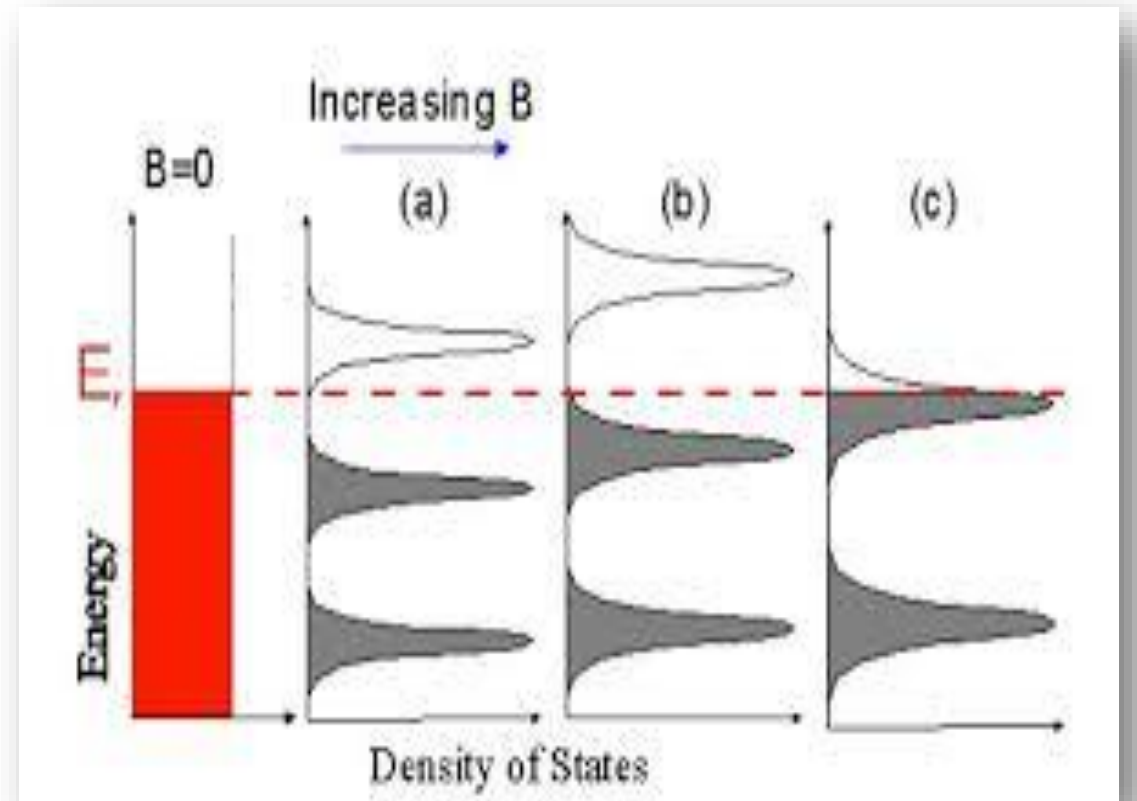 Increasing B
B=0
(a)
(b)
(c)
E
Energy
Density of States